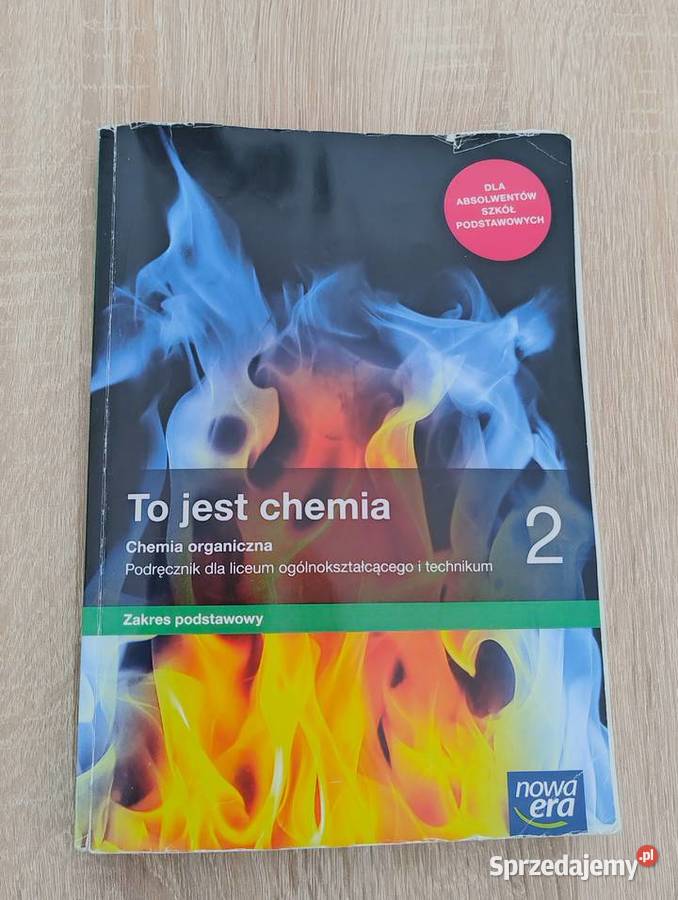 DLA
ABSOLWENTÓW
SZKÓŁ
PODSTAWOWYCH
To jest chemia
2
Chemia organiczna
Podręcznik dla liceum ogólnokształcącego i technikum
Zakres podstawowy
nowa
era
Sprzedajemy.pl